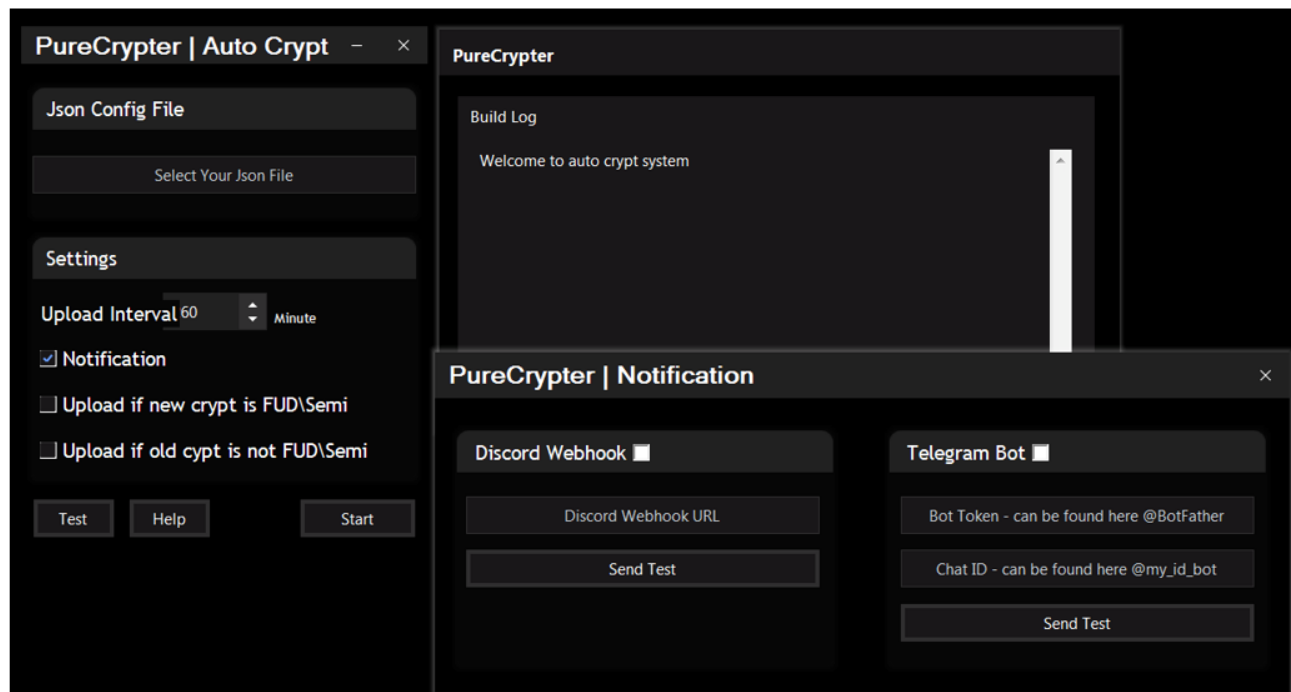 PureCrypter | Auto Crypt
Json Config File
Select Your Json File
Settings
Upload Interval 60 Minute
Notification
Upload if new crypt is FUD\Semi
Upload if old cypt is not FUD\Semi
Test Help Start
PureCrypter
Build Log
Welcome to auto crypt system
PureCrypter | Notification
Discord Webhook
Discord Webhook URL
Send Test
Telegram Bot
Bot Token - can be found here @BotFather
Chat ID - can be found here @my_id_bot
Send Test